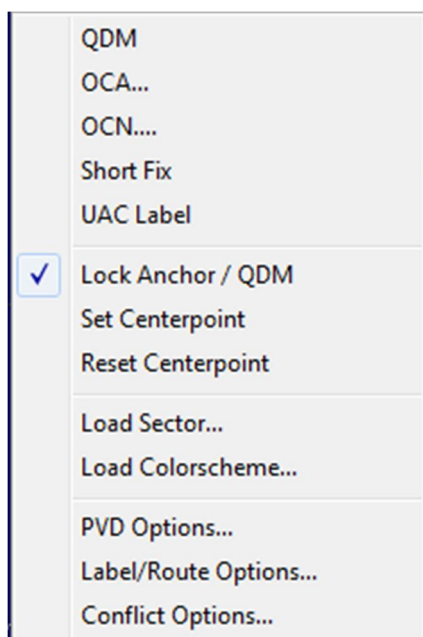 QDM
OCA...
OCN....
Short Fix
UAC Label
Lock Anchor / QDM
Set Centerpoint
Reset Centerpoint
Load Sector...
Load Colorscheme...
PVD Options...
Label/Route Options...
Conflict Options...